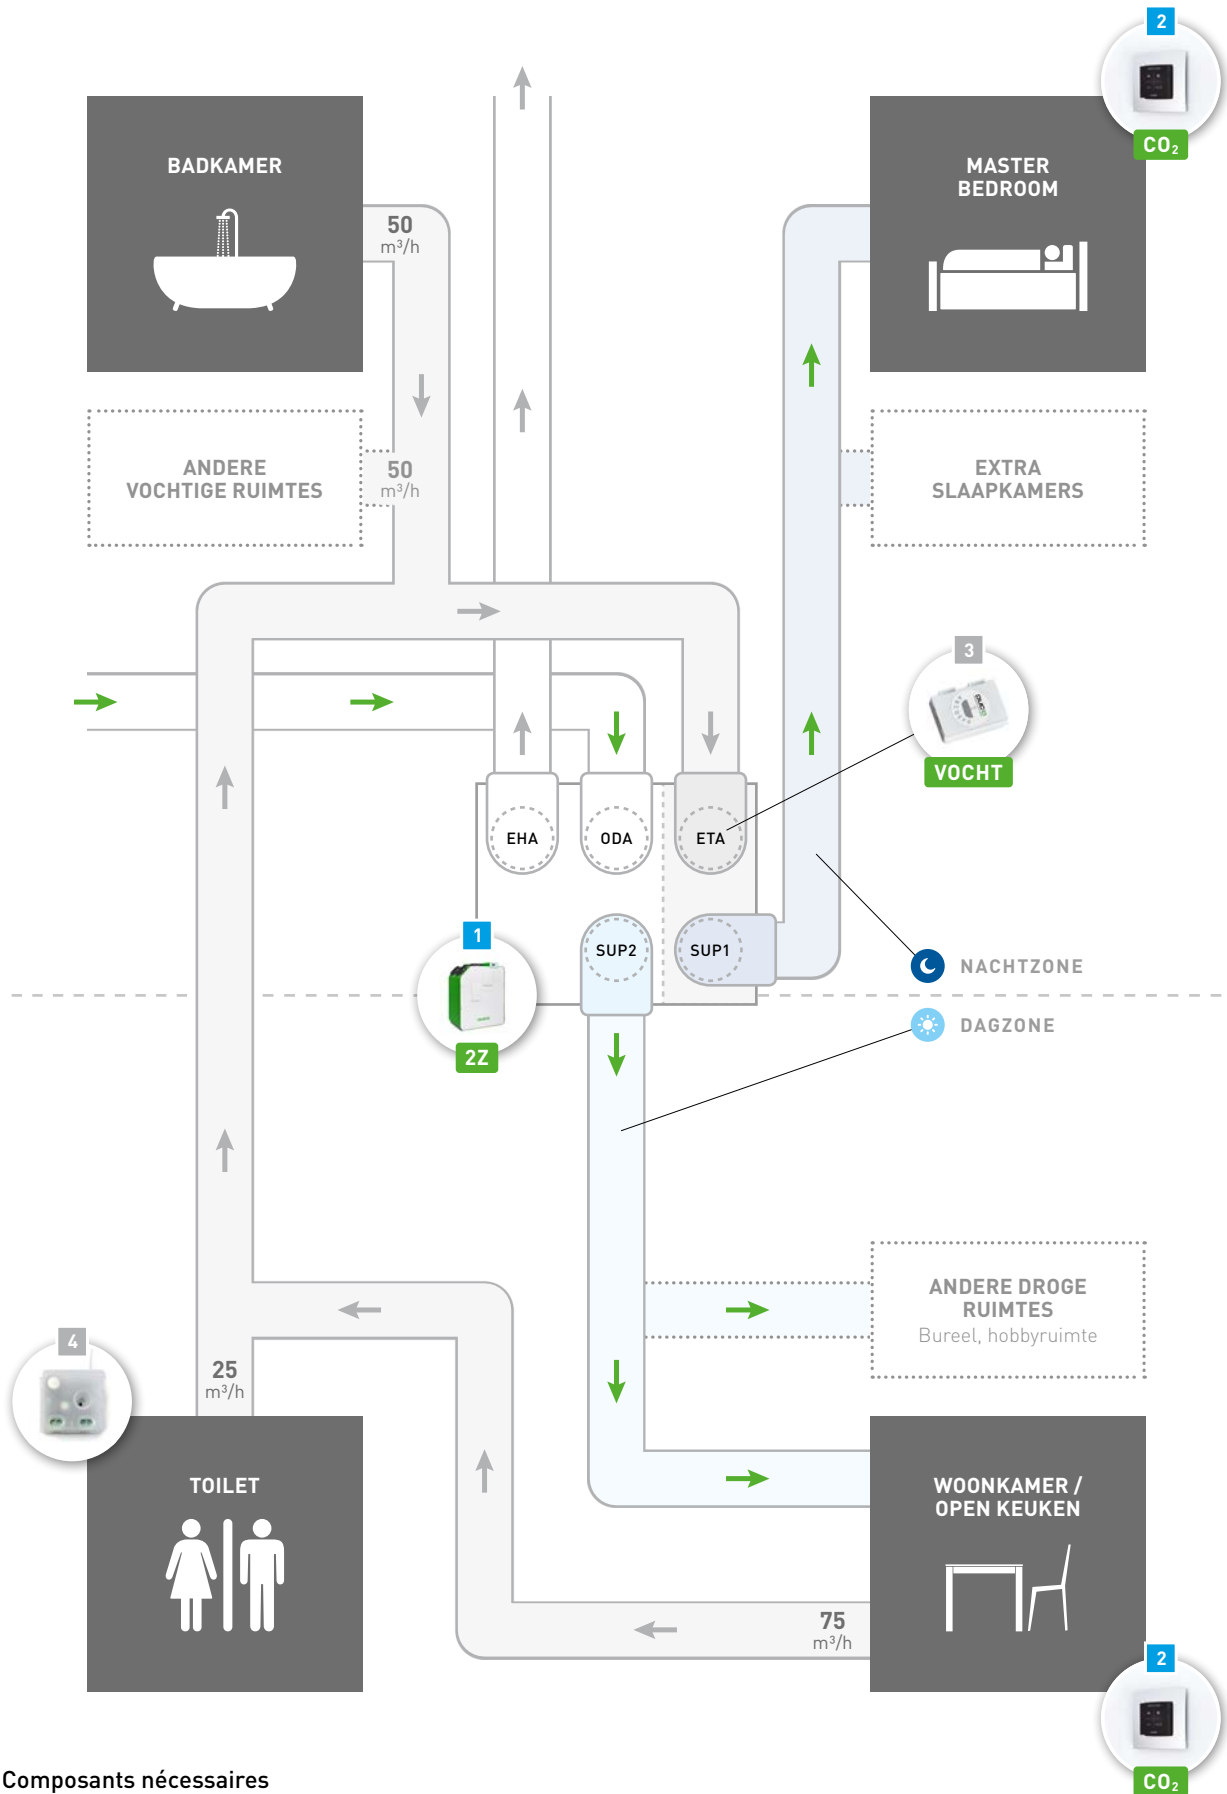 2
CO₂
BADKAMER
MASTER
BEDROOM
50
m³/h
ANDERE
VOCHTIGE RUIMTES
50
m³/h
EXTRA
SLAAPKAMERS
3
VOCHT
EHA
ODA
ETA
1
SUP2
SUP1
NACHTZONE
2Z
DAGZONE
ANDERE DROGE
RUIMTES
Bureel, hobbyruimte
4
25
m³/h
TOILET
WOONKAMER /
OPEN KEUKEN
75
m³/h
2
CO₂
Composants nécessaires